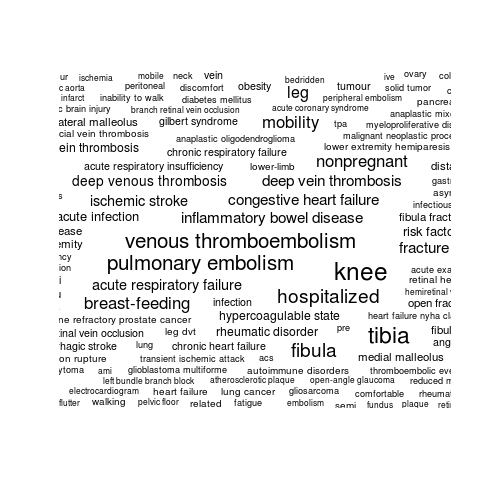 ur ischemia mobile neck vein bedridden ive ovary col
c aorta peritoneal discomfort obesity leg tumour solid tumor c
infarct inability to walk diabetes mellitus peripheral embolism pancrea
c brain injury branch retinal vein occlusion acute coronary syndrome anaplastic mixe
ateral malleolus gilbert syndrome mobility tpa myeloproliferative dis
cial vein thrombosis anaplastic oligodendroglioma malignant neoplastic proce
ein thrombosis chronic respiratory failure lower extremity hemiparesis
acute respiratory insufficiency lower-limb nonpregnant dista
deep venous thrombosis deep vein thrombosis gastr
s ischemic stroke congestive heart failure asyr
acute infection inflammatory bowel disease infectious
fibula fract
ease venous thromboembolism risk facto
emity fracture
ncy pulmonary embolism
ion knee acute exa
acute respiratory failure retinal he
breast-feeding infection hospitalized hemiretinal v
open frac
ne refractory prostate cancer hypercoagulable state heart failure nyha cla
inal vein occlusion leg dvt rheumatic disorder pre tibia fibul
rhagic stroke lung chronic heart failure fibula ang
on rupture transient ischemic attack acs medial malleolus
ytoma ami glioblastoma multiforme autoimmune disorders thromboembolic eve
left bundle branch block atherosclerotic plaque open-angle glaucoma reduced m
electrocardiogram heart failure lung cancer gliosarcoma comfortable rheumat
flutter walking pelvic floor related fatigue embolism semi fundus plaque reti